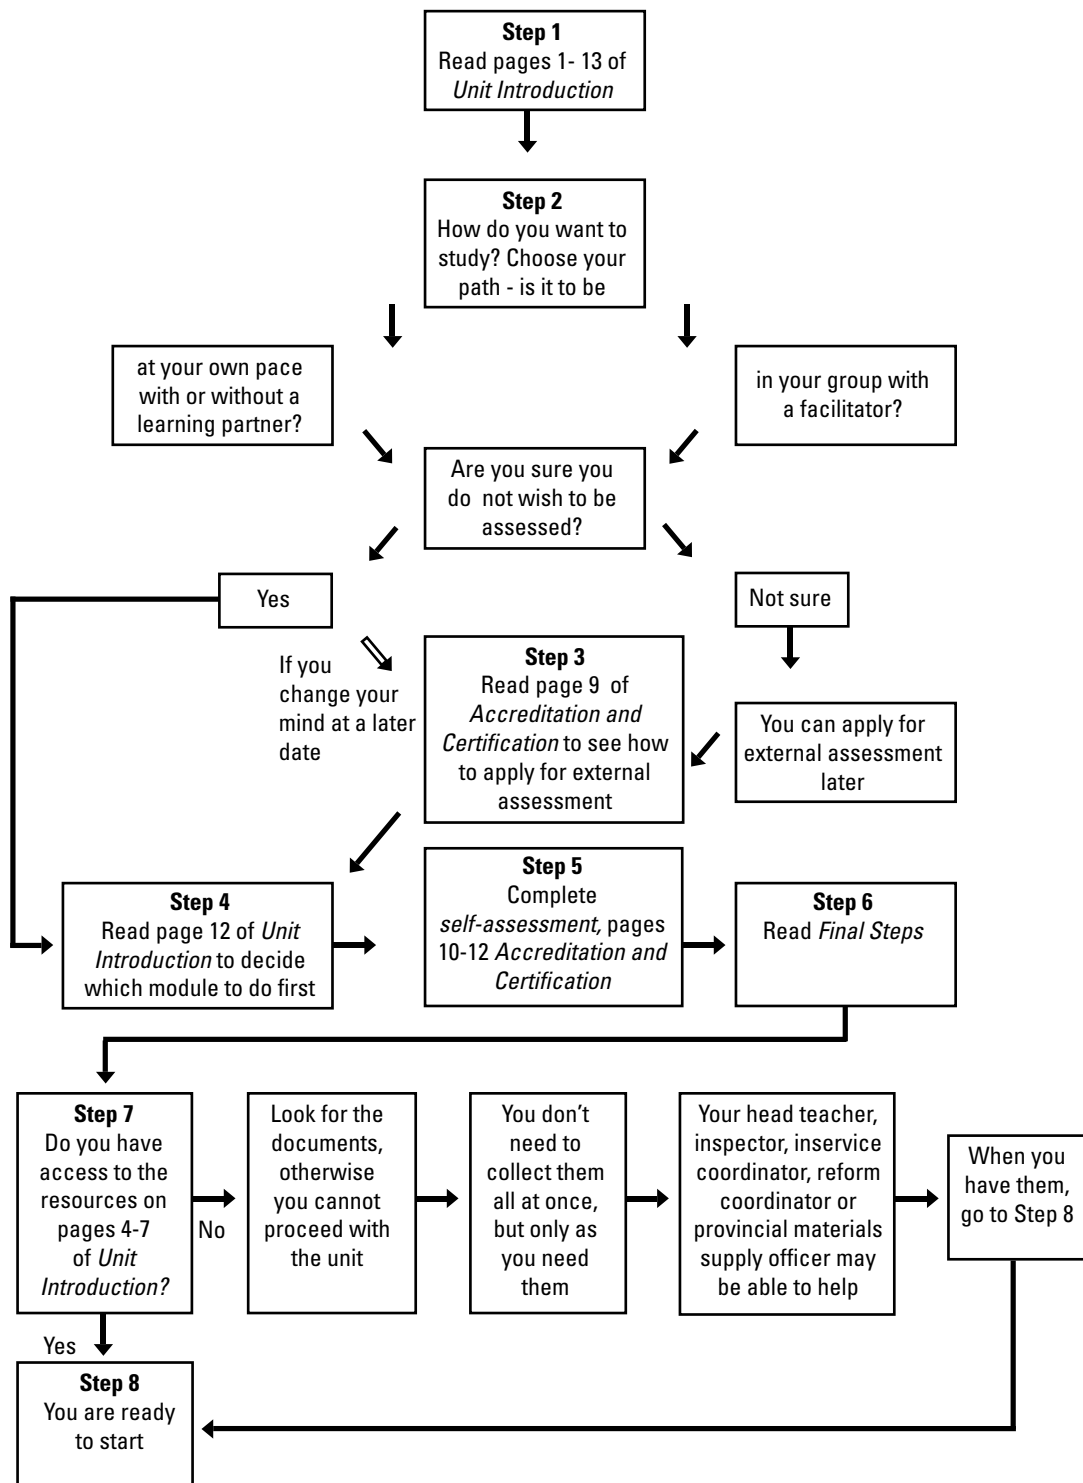 Step 1
Read pages 1- 13 of
Unit Introduction
Step 2
How do you want to
study? Choose your
path - is it to be
at your own pace
with or without a
learning partner?
in your group with
a facilitator?
Are you sure you
do  not wish to be
assessed?
Yes
Not sure
If you
change your
mind at a later
date
Step 3
Read page 9  of
Accreditation and
Certification to see how
to apply for external
assessment
You can apply for
external assessment
later
Step 4
Read page 12 of Unit
Introduction to decide
which module to do first
Step 5
Complete
self-assessment, pages
10-12 Accreditation and
Certification
Step 6
Read Final Steps
Step 7
Do you have
access to the
resources on
pages 4-7
of Unit
Introduction?
No
Look for the
documents,
otherwise
you cannot
proceed with
the unit
You don't
need to
collect them
all at once,
but only as
you need
them
Your head teacher,
inspector, inservice
coordinator, reform
coordinator or
provincial materials
supply officer may
be able to help
When you
have them,
go to Step 8
Yes
Step 8
You are ready
to start